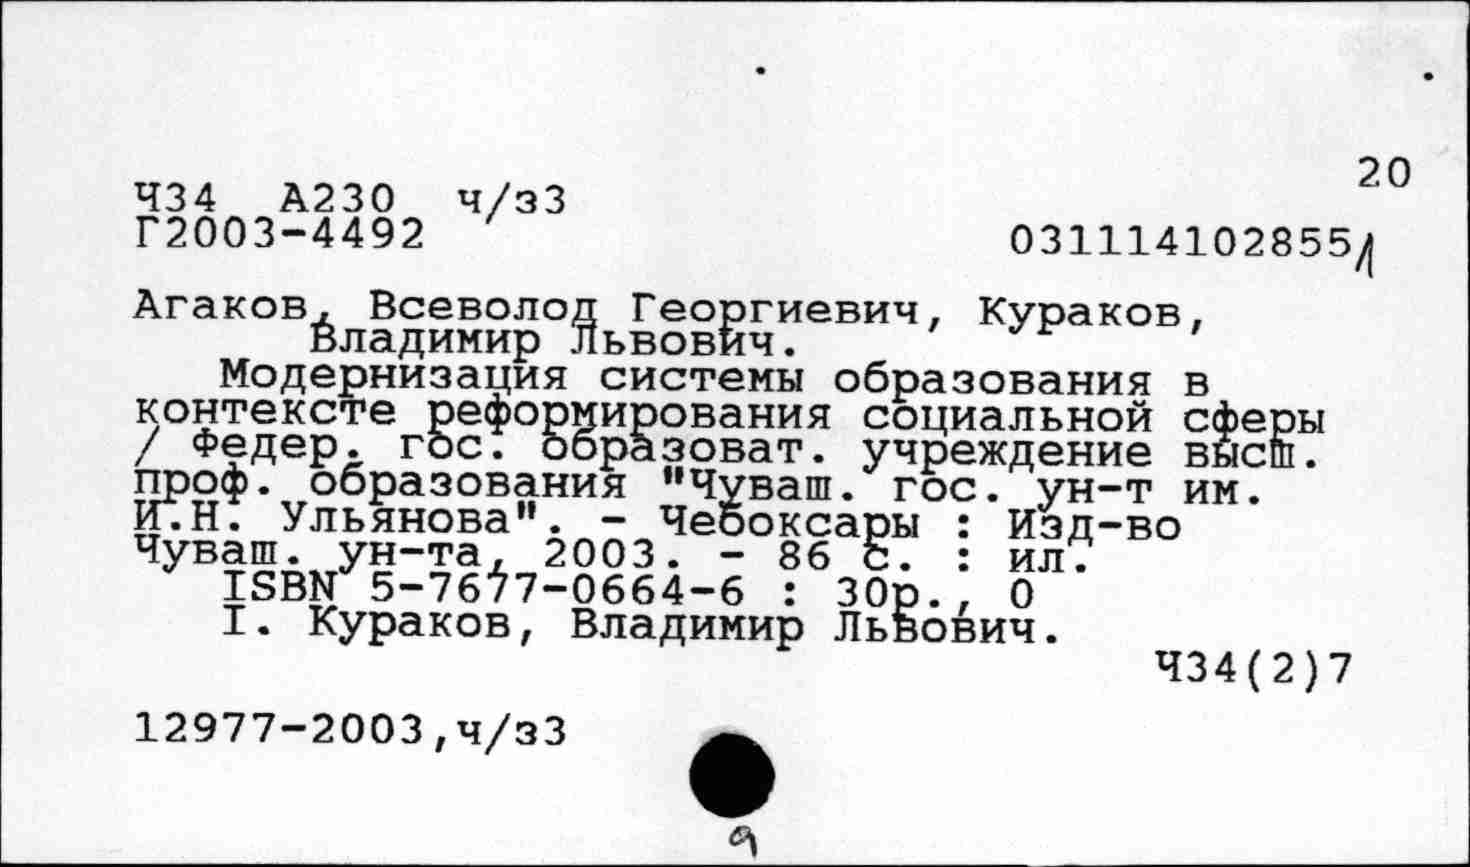 20
Ч34 А230 ч/з3
Г2003-4492
031114102855
Агаков, Всеволод Георгиевич, Кураков,
Владимир Львович.
Модернизация системы образования в
контексте реформирования социальной сферы
/ Федер. гос. образоват. учреждение высш.
проф. образования "Чуваш. гос. ун-т им.
И.Н. Ульянова". - Чебоксары : Изд-во
Чуваш. ун-та, 2003. - 86 с. : ил.
ISBN 5-7677-0664-6 : 30р., 0
I. Кураков, Владимир Львович.
Ч34(2)7
12977-2003,ч/з3